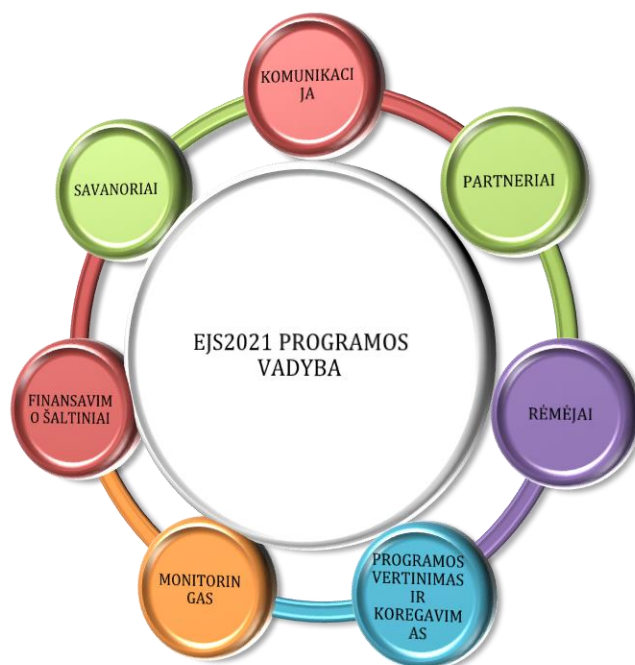 KOMUNIKACI
JA
PARTNERIAI
RĖMĖJAI
PROGRAMOS
VERTINIMAS
IR
KOREGAVIM
AS
MONITORIN
GAS
FINANSAVIM
O ŠALTINIAI
SAVANORIAI
EJS2021 PROGRAMOS
VADYBA